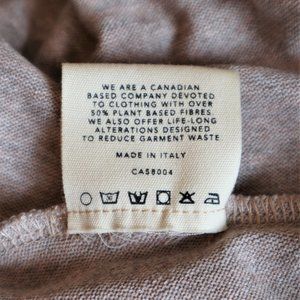 WE ARE A CANADIAN
BASED COMPANY DEVOTED
TO CLOTHING WITH OVER
50% PLANT BASED FIBRES.
WE ALSO OFFER LIFE-LONG
ALTERATIONS DESIGNED
TO REDUCE GARMENT WASTE
MADE IN ITALY
CA58004